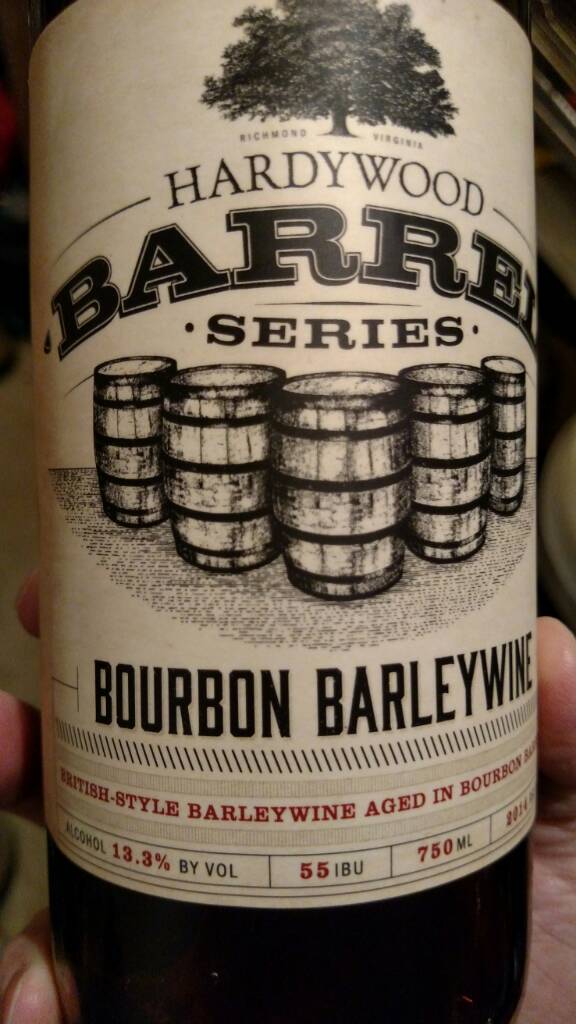 RICHMOND VIRGINIA
HARDYWOOD
BARREL
·SERIES·
BOURBON BARLEYWINE
BRITISH-STYLE BARLEYWINE AGED IN BOURBON
ALCOHOL 13.3% BY VOL 55 IBU 750 ML 2014